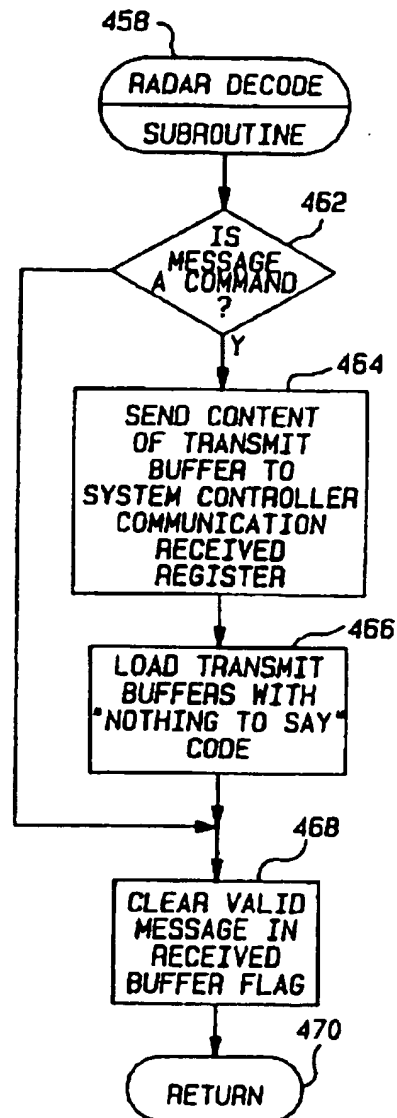 458
RADAR DECODE
SUBROUTINE
462
IS
MESSAGE
A COMMAND
?
Y
464
SEND CONTENT
OF TRANSMIT
BUFFER TO
SYSTEM CONTROLLER
COMMUNICATION
RECEIVED
REGISTER
466
LOAD TRANSMIT
BUFFERS WITH
"NOTHING TO SAY"
CODE
468
CLEAR VALID
MESSAGE IN
RECEIVED
BUFFER FLAG
470
RETURN